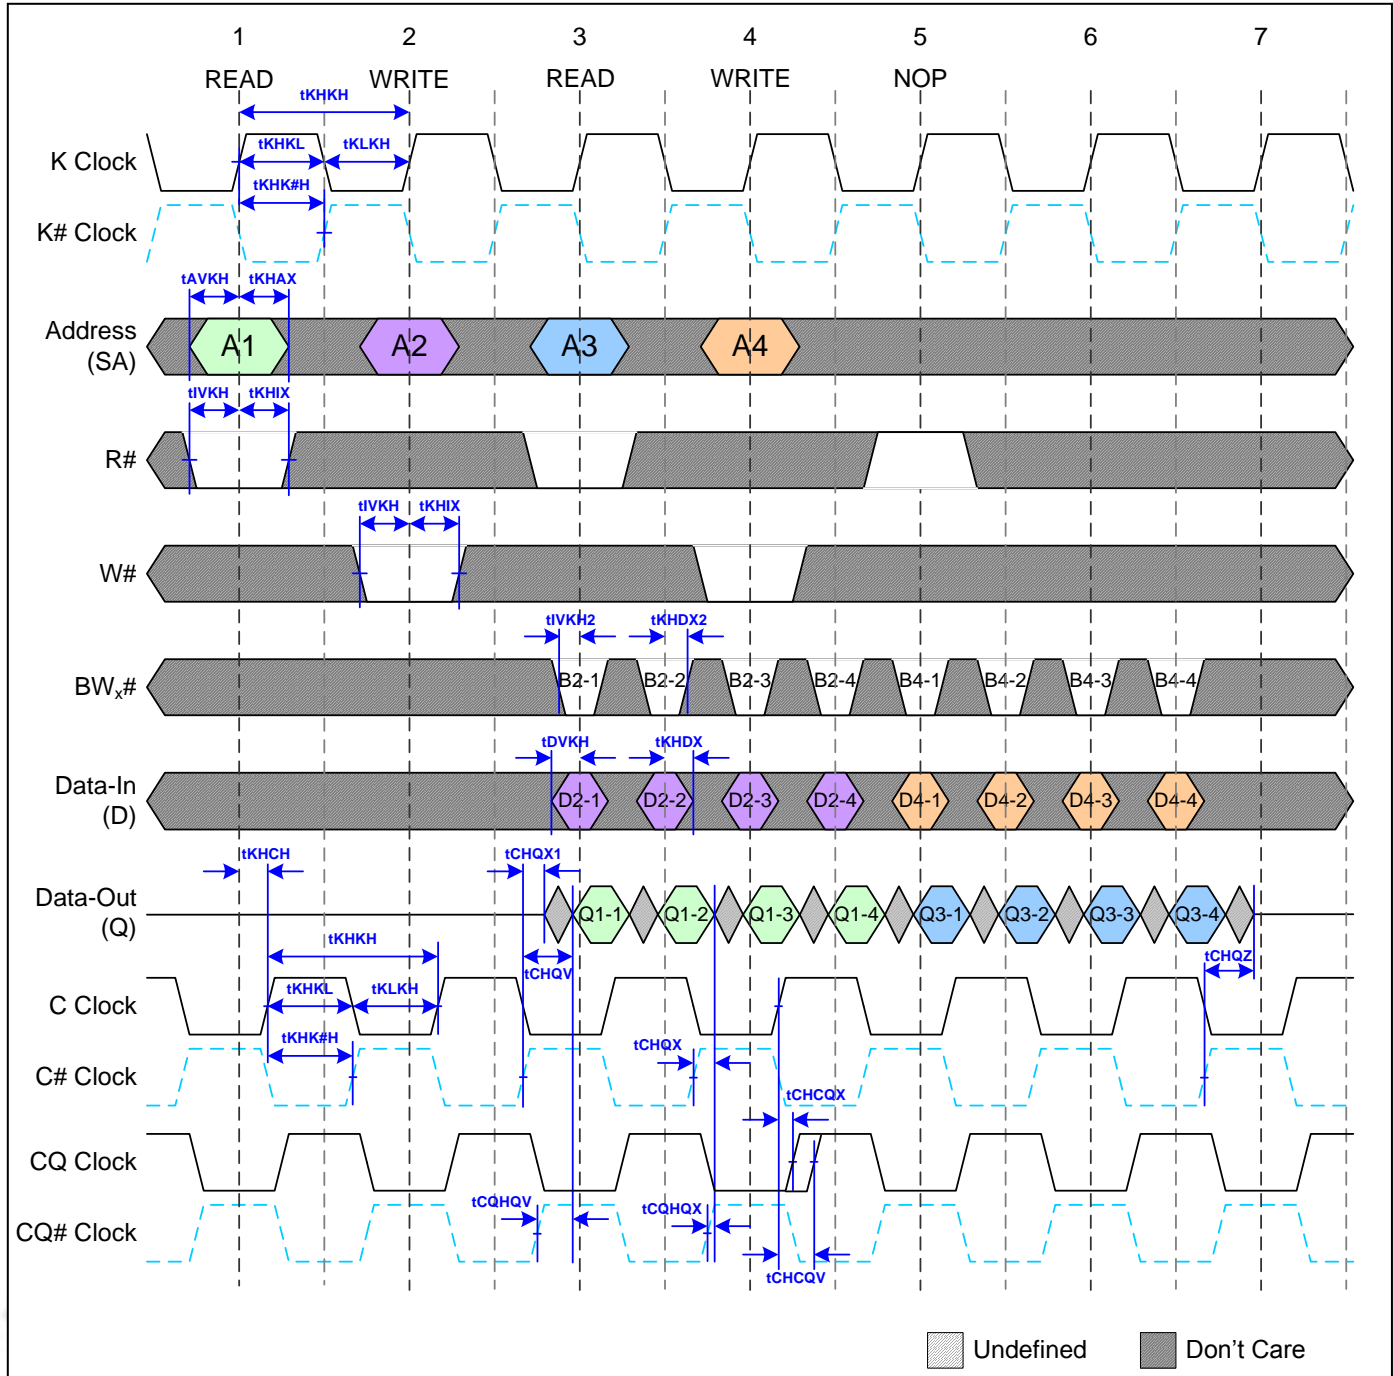 1 2 3 4 5 6 7
READ WRITE READ WRITE NOP
tKHKH
K Clock
tKHKL tKLKH
tKHK#H
K# Clock
tAVKH tKHAX
Address
(SA)
A1 A2 A3 A4
tIVKH tKHIX
R#
tIVKH tKHIX
W#
tIVKH2 tKHDX2
BWx#
B2-1 B2-2 B2-3 B2-4 B4-1 B4-2 B4-3 B4-4
tDVKH tKHDX
Data-In
(D)
D2-1 D2-2 D2-3 D2-4 D4-1 D4-2 D4-3 D4-4
tKHCH tCHQX1
Data-Out
(Q)
Q1-1 Q1-2 Q1-3 Q1-4 Q3-1 Q3-2 Q3-3 Q3-4
tKHKH
tCHQV
tCHQZ
C Clock
tKHKL tKLKH
tKHK#H
tCHQX
C# Clock
tCHCQX
CQ Clock
tCQHQV tCQHQX
CQ# Clock
tCHCQV
Undefined Don't Care